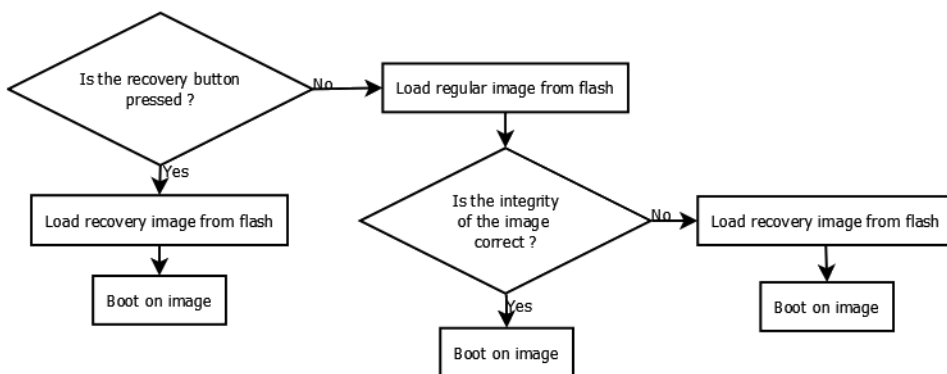 Is the recovery button
pressed ?
No
Load regular image from flash
Yes
Load recovery image from flash
Boot on image
Is the integrity
of the image
correct ?
No
Load recovery image from flash
Boot on image
Yes
Boot on image